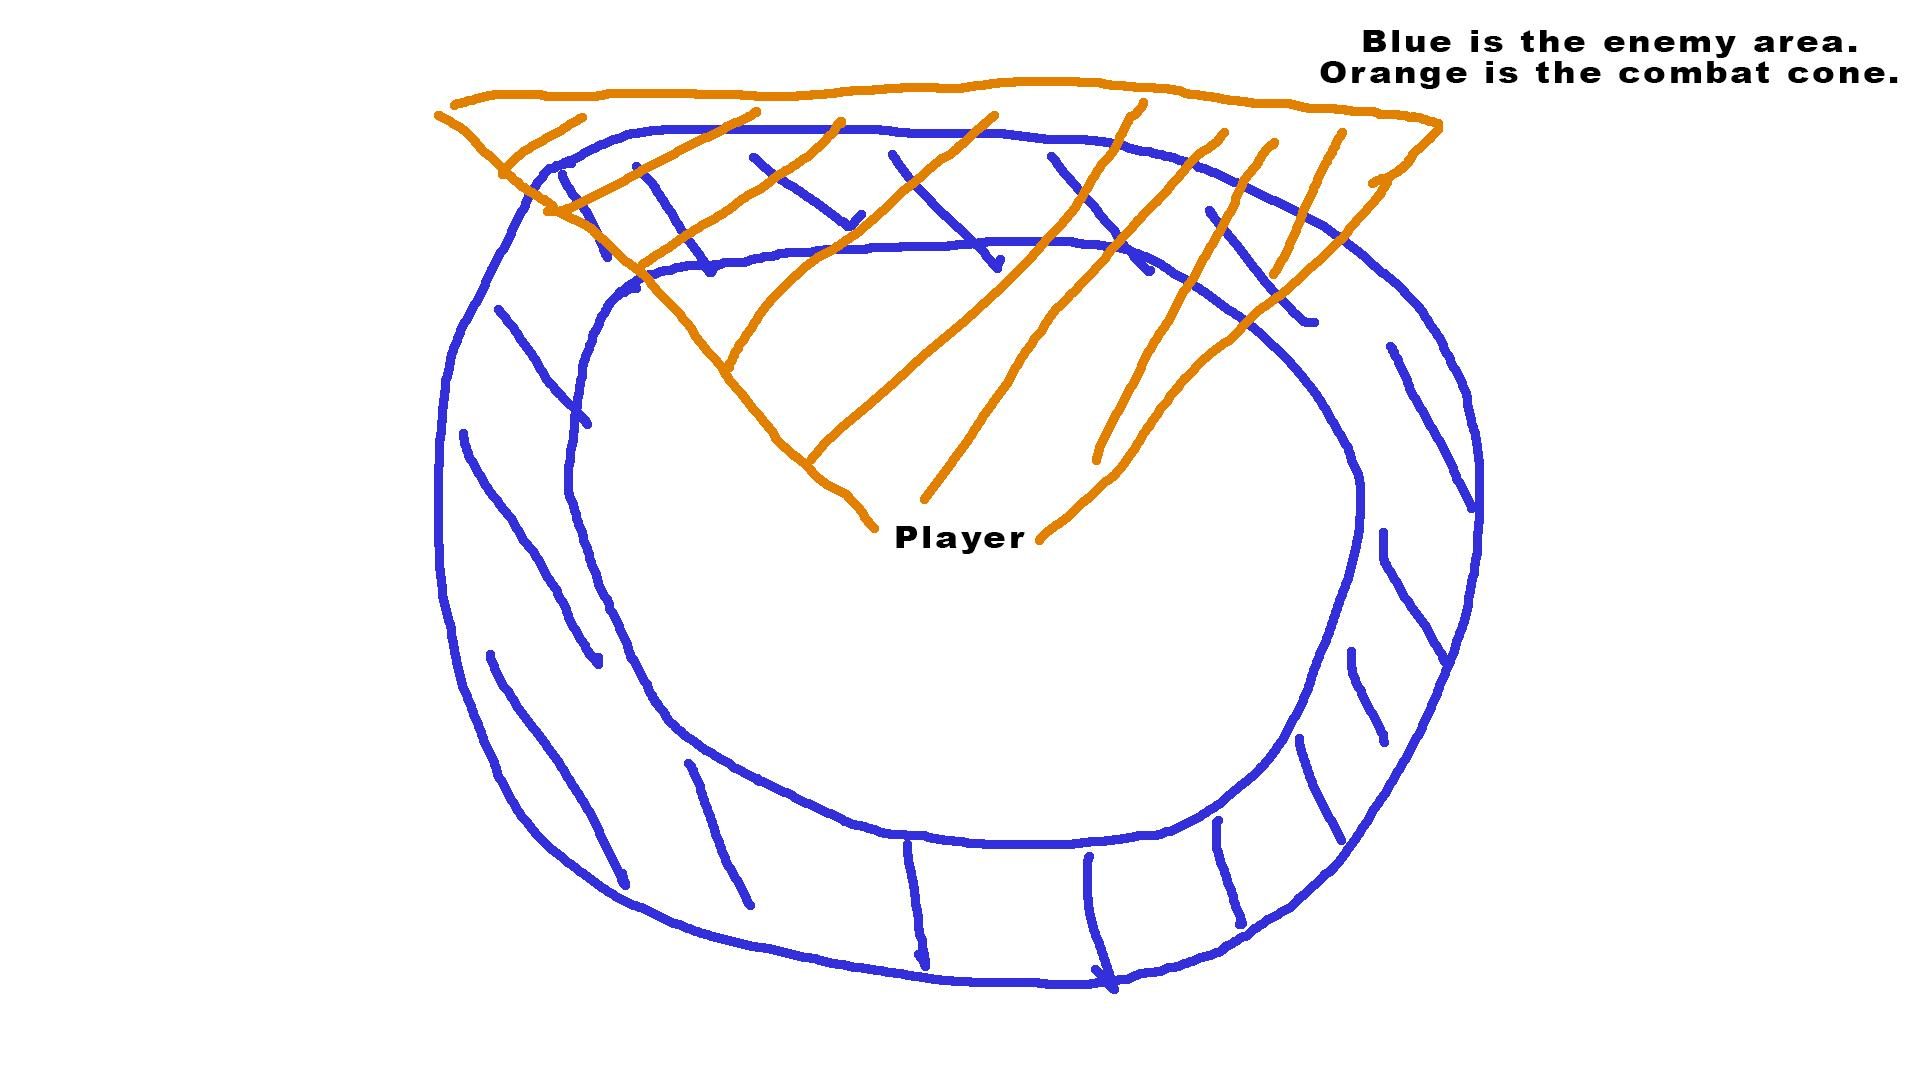 Blue is the enemy area.
Orange is the combat cone.
Player